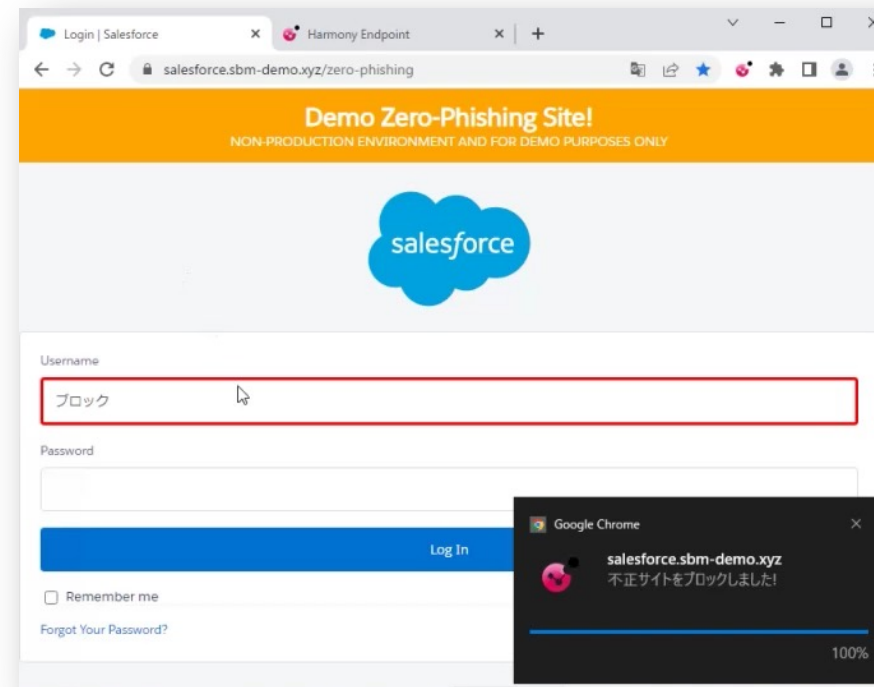 Login | Salesforce
Harmony Endpoint
salesforce.sbm-demo.xyz/zero-phishing
Demo Zero-Phishing Site!
NON-PRODUCTION ENVIRONMENT AND FOR DEMO PURPOSES ONLY
salesforce
Username
ブロック
Password
Log In
Remember me
Forgot Your Password?
Google Chrome
salesforce.sbm-demo.xyz
不正サイトをブロックしました!
100%